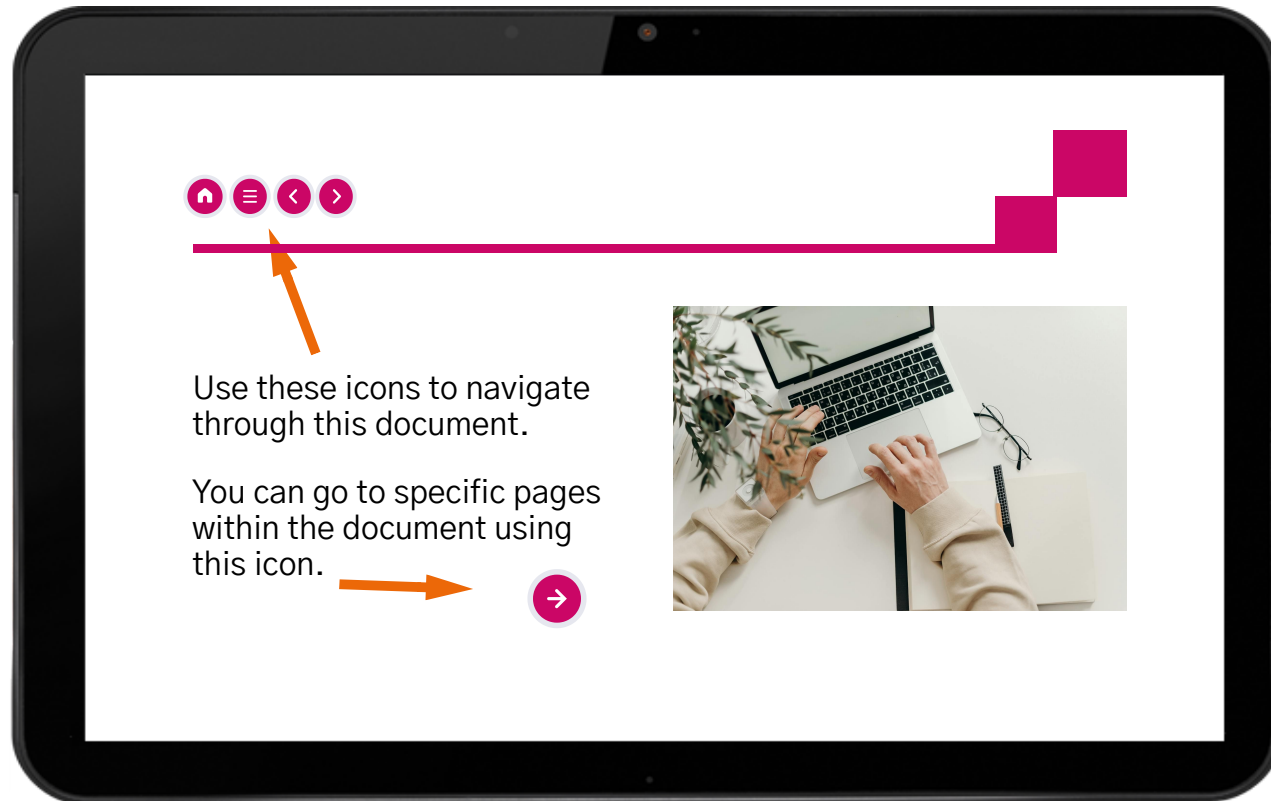 Use these icons to navigate
through this document.
You can go to specific pages
within the document using
this icon.